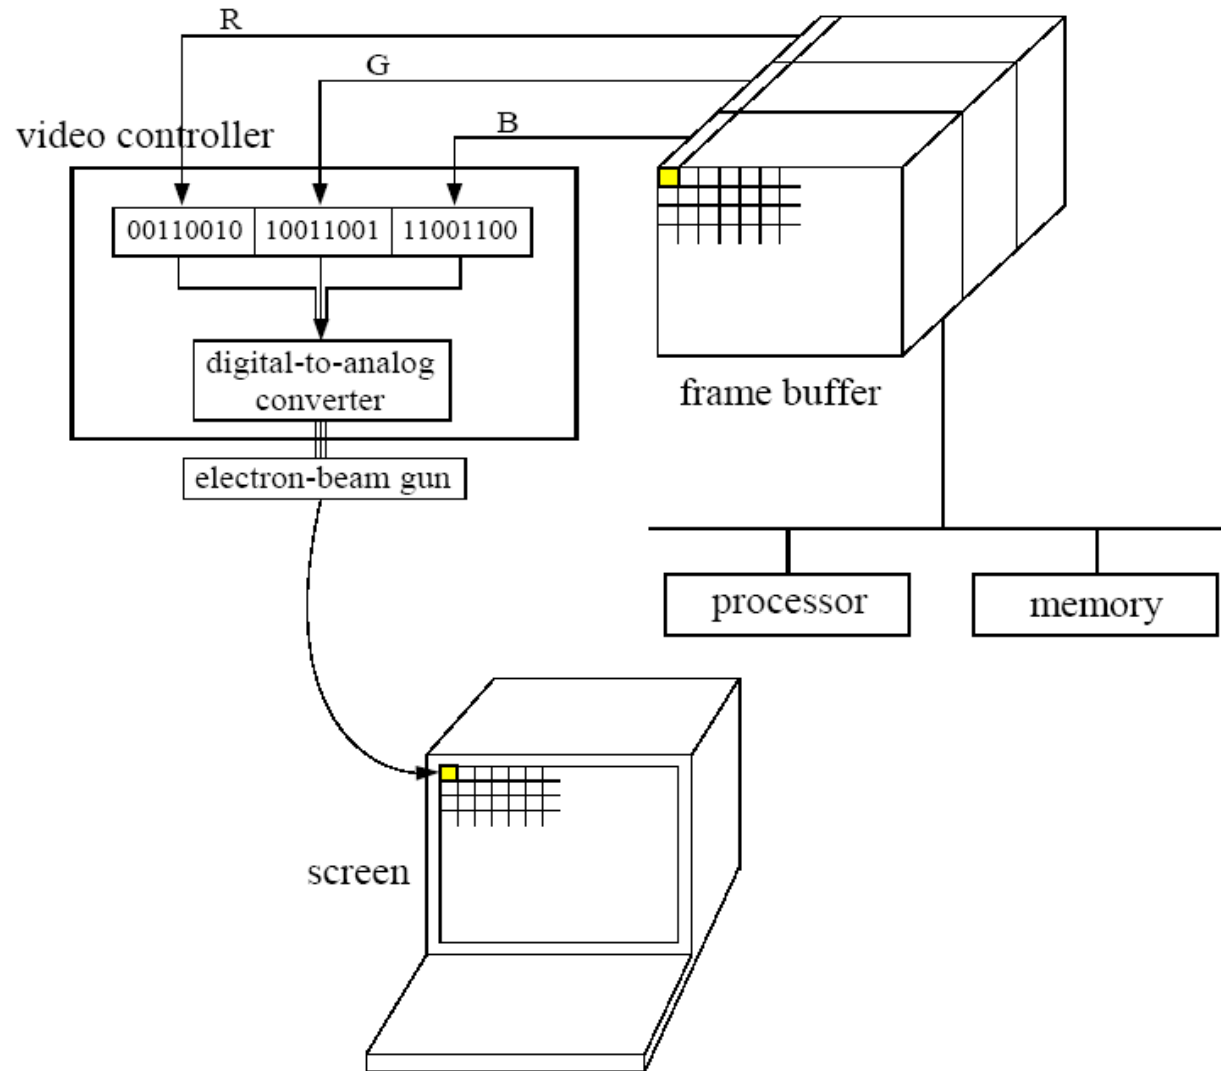 R
G
B
video controller
00110010 10011001 11001100
digital-to-analog
converter
electron-beam gun
frame buffer
processor
memory
screen